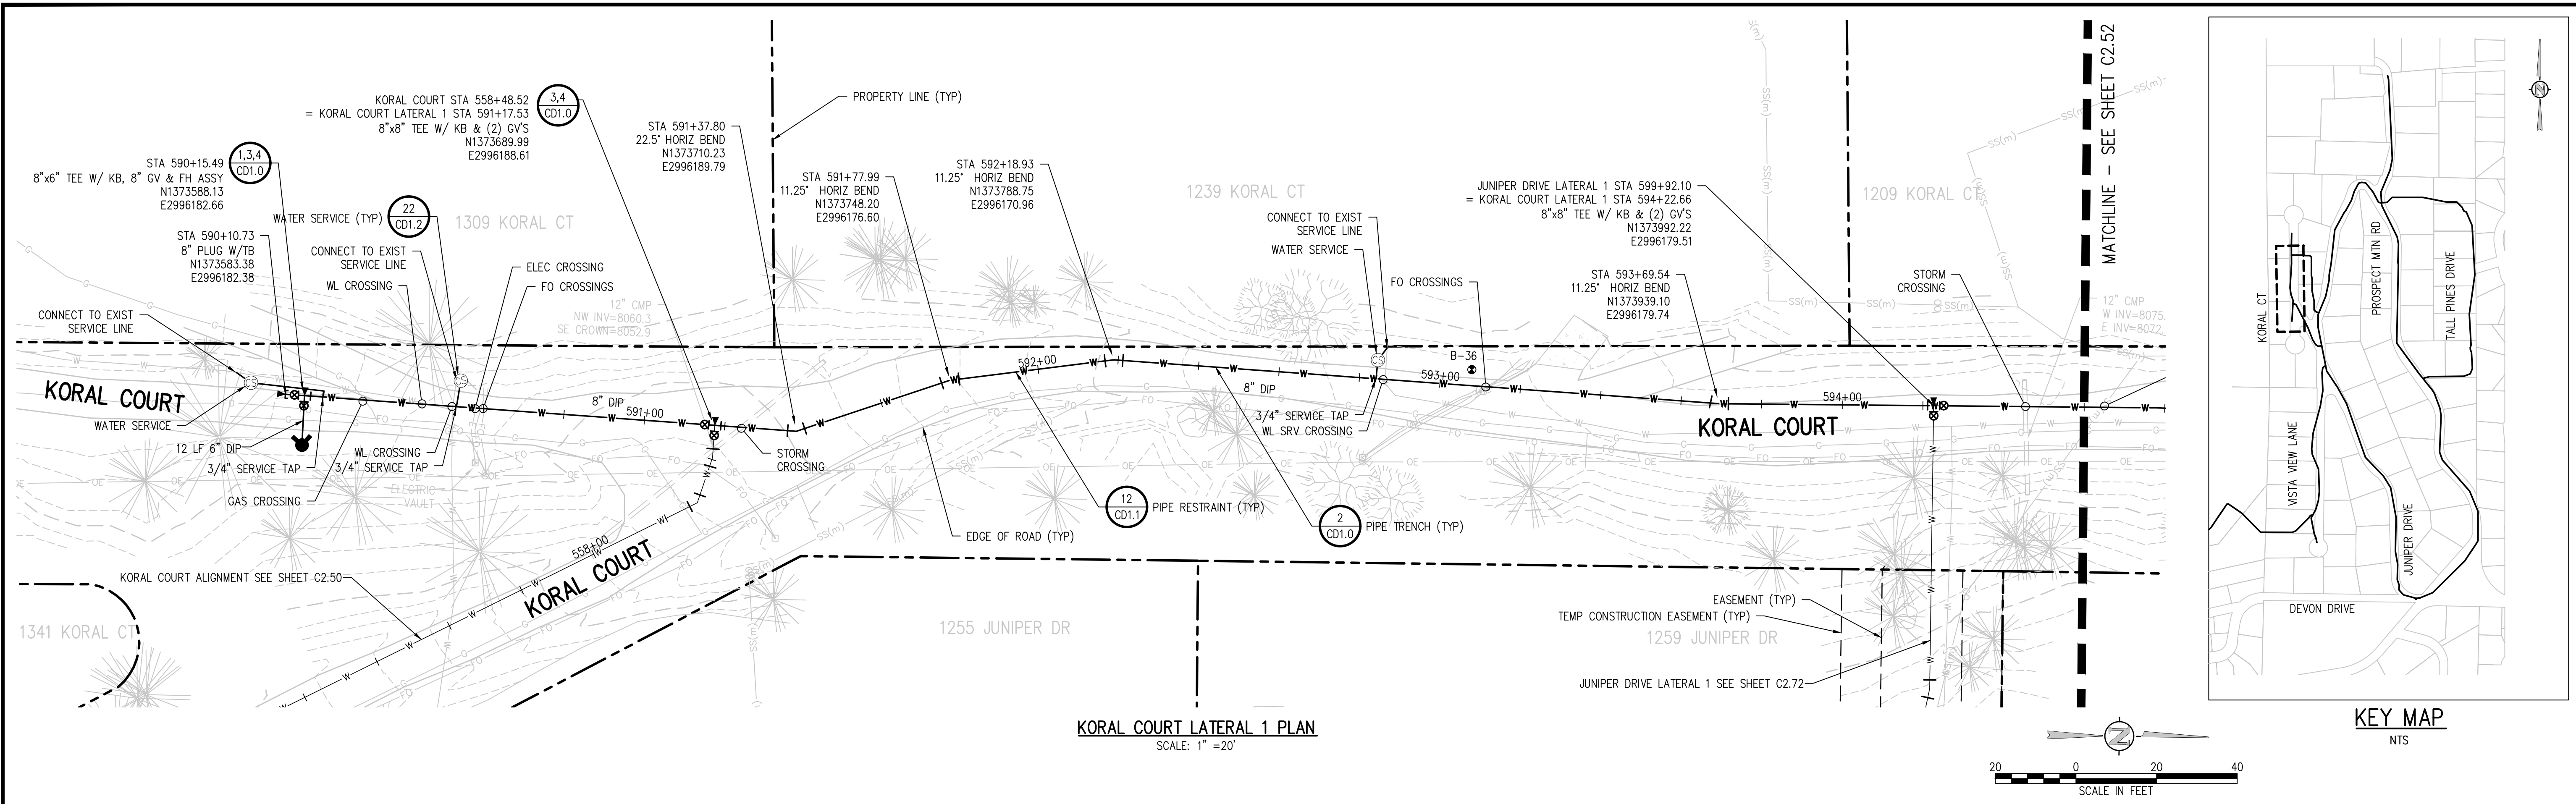 KORAL COURT STA 558+48.52
= KORAL COURT LATERAL 1 STA 591+17.53
8"x8" TEE W/ KB & (2) GV'S
N1373689.99
E2996188.61
3,4
CD1.0
PROPERTY LINE (TYP)
STA 590+15.49
8"x6" TEE W/ KB, 8" GV & FH ASSY
N1373588.13
E2996182.66
1,3,4
CD1.0
STA 591+37.80
22.5° HORIZ BEND
N1373710.23
E2996189.79
STA 591+77.99
11.25° HORIZ BEND
N1373748.20
E2996176.60
STA 592+18.93
11.25° HORIZ BEND
N1373788.75
E2996170.96
1239 KORAL CT
JUNIPER DRIVE LATERAL 1 STA 599+92.10
= KORAL COURT LATERAL 1 STA 594+22.66
8"x8" TEE W/ KB & (2) GV'S
N1373992.22
E2996179.51
1209 KORAL CT
MATCHLINE - SEE SHEET C2.52
WATER SERVICE (TYP)
22
CD1.2
1309 KORAL CT
STA 590+10.73
8" PLUG W/TB
N1373583.38
E2996182.38
CONNECT TO EXIST
SERVICE LINE
WL CROSSING
ELEC CROSSING
FO CROSSINGS
12" CMP
NW INV=8060.3
SE CROWN=8052.9
CONNECT TO EXIST
SERVICE LINE
WATER SERVICE
FO CROSSINGS
STA 593+69.54
11.25° HORIZ BEND
N1373939.10
E2996179.74
STORM
CROSSING
12" CMP
W INV=8075.
E INV=8072
CONNECT TO EXIST
SERVICE LINE
KORAL COURT
WATER SERVICE
12 LF 6" DIP
3/4" SERVICE TAP
GAS CROSSING
WL CROSSING
3/4" SERVICE TAP
ELECTRIC
VAULT
8" DIP
591+00
STORM
CROSSING
592+00
8" DIP
B-36
593+00
3/4" SERVICE TAP
WL SRV CROSSING
594+00
KORAL COURT
EDGE OF ROAD (TYP)
12
CD1.1
PIPE RESTRAINT (TYP)
2
CD1.0
PIPE TRENCH (TYP)
558+00
KORAL COURT
KORAL COURT ALIGNMENT SEE SHEET C2.50
1341 KORAL CT
1255 JUNIPER DR
EASEMENT (TYP)
TEMP CONSTRUCTION EASEMENT (TYP)
1259 JUNIPER DR
JUNIPER DRIVE LATERAL 1 SEE SHEET C2.72
KORAL COURT LATERAL 1 PLAN
SCALE: 1" =20'
20 0 20 40
SCALE IN FEET
KORAL CT
PROSPECT MTN RD
TALL PINES DRIVE
VISTA VIEW LANE
JUNIPER DRIVE
DEVON DRIVE
KEY MAP
NTS